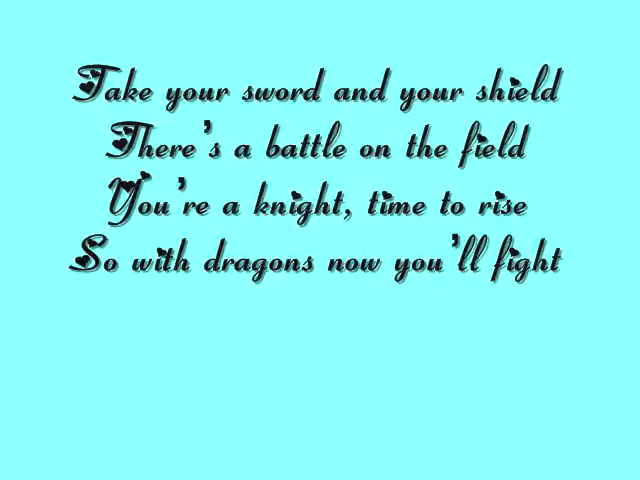 Take your sword and your shield
There's a battle on the field
You're a knight, time to rise
So with dragons now you'll fight